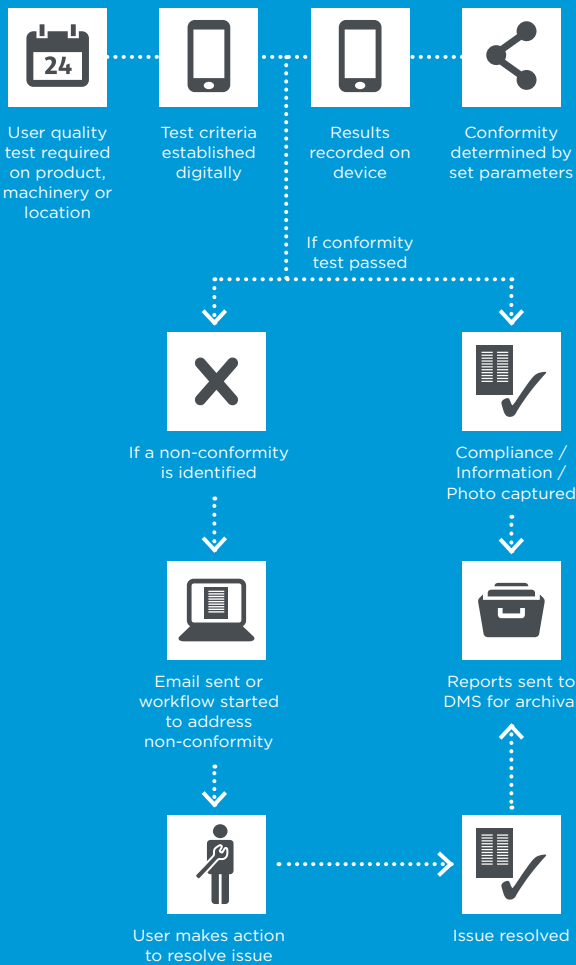 24
User quality
test required
on product,
machinery or
location
Test criteria
established
digitally
Results
recorded on
device
Conformity
determined by
set parameters
If conformity
test passed
If a non-conformity
is identified
Compliance /
Information /
Photo captured
Email sent or
workflow started
to address
non-conformity
Reports sent to
DMS for archiva
User makes action
to resolve issue
Issue resolved